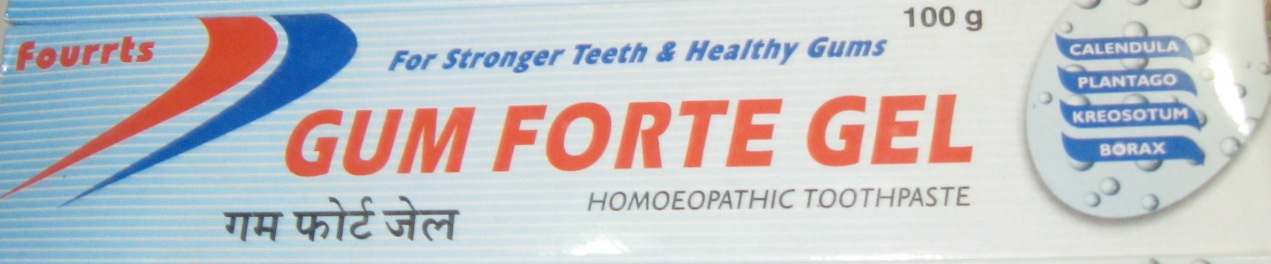 Fourrts
For Stronger Teeth & Healthy Gums
100 g
GUM FORTE GEL
HOMOEOPATHIC TOOTHPASTE
गम फोर्ट जेल
CALENDULA
PLANTAGO
KREOSOTUM
BORAX